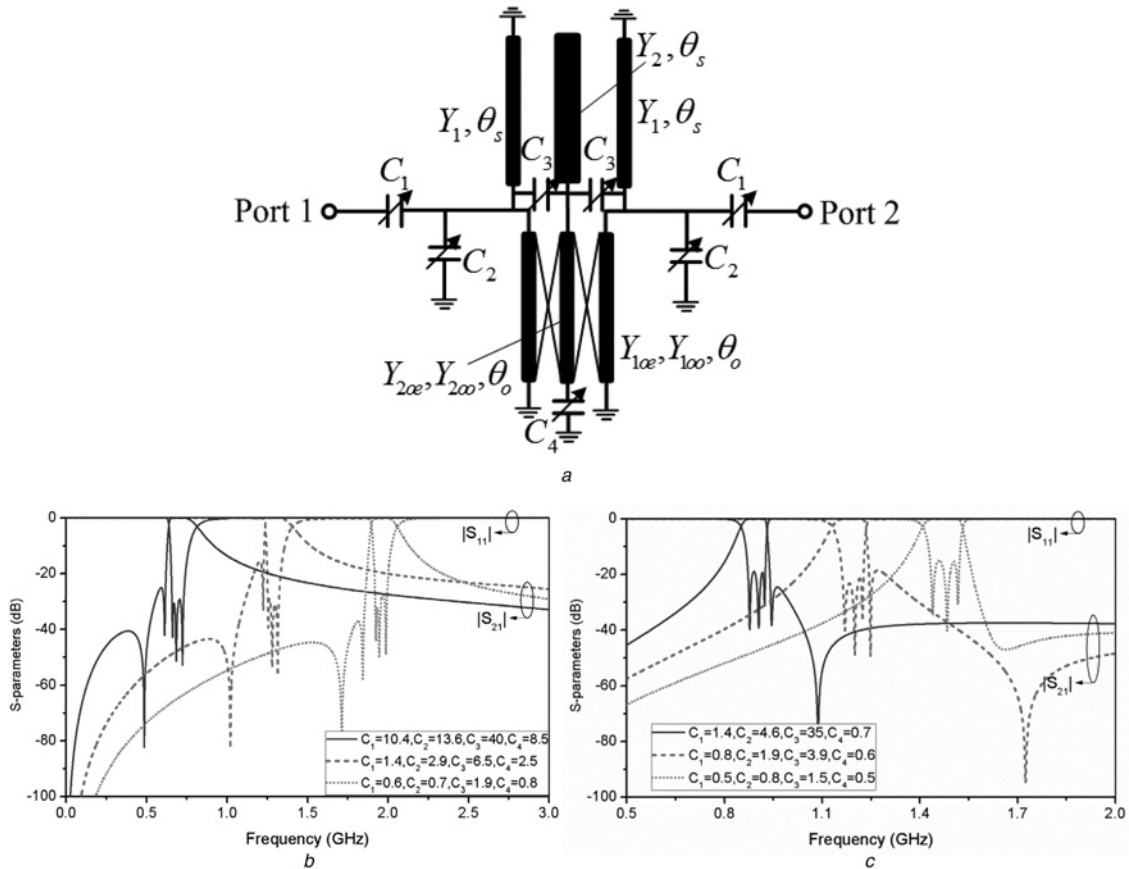 Y₂, θₛ
Y₁, θₛ
Y₁, θₛ
C₃ C₃
C₁ C₁
Port 1 Port 2
C₂ C₂
Y₂ₒₑ, Y₂ₒₒ, θₒ
Y₁ₒₑ, Y₁ₒₒ, θₒ
C₄
a
S-parameters (dB)
0
-20
-40
-60
-80
-100
|S₁₁|
|S₂₁|
C₁=10.4,C₂=13.6,C₃=40,C₄=8.5
C₁=1.4,C₂=2.9,C₃=6.5,C₄=2.5
C₁=0.6,C₂=0.7,C₃=1.9,C₄=0.8
0.0 0.5 1.0 1.5 2.0 2.5 3.0
Frequency (GHz)
b
S-parameters (dB)
0
-20
-40
-60
-80
-100
|S₁₁|
|S₂₁|
C₁=1.4,C₂=4.6,C₃=35,C₄=0.7
C₁=0.8,C₂=1.9,C₃=3.9,C₄=0.6
C₁=0.5,C₂=0.8,C₃=1.5,C₄=0.5
0.5 0.8 1.1 1.4 1.7 2.0
Frequency (GHz)
c